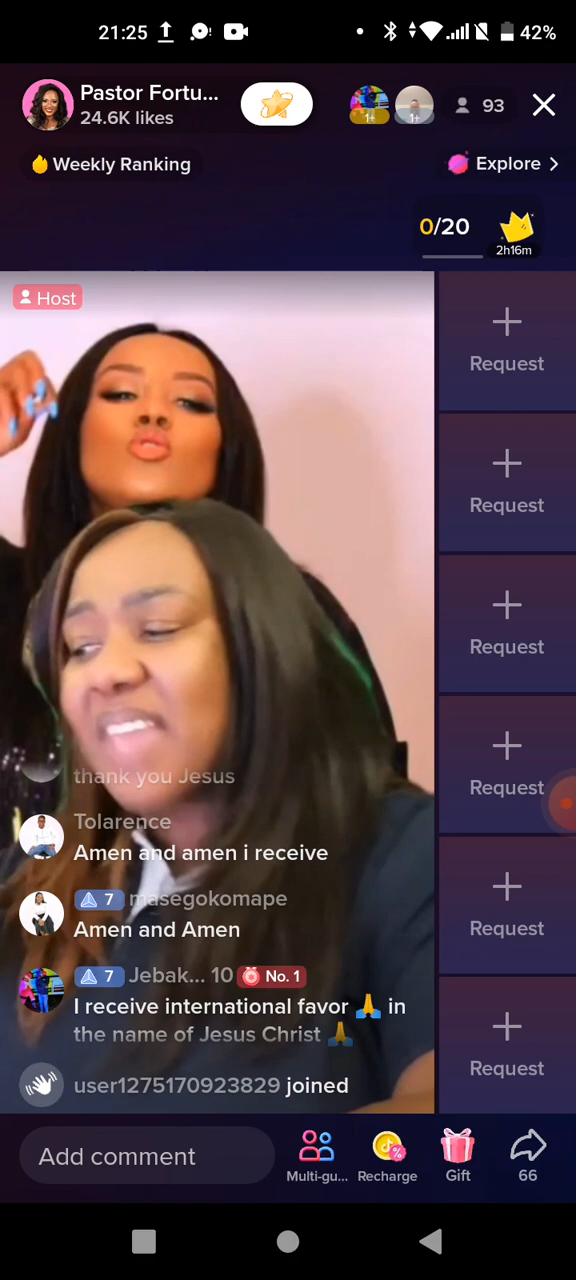 21:25
42%
Pastor Fortu...
24.6K likes
1+
1+
93
Weekly Ranking
Explore >
0/20
2h16m
Host
Request
Request
Request
Request
Request
Request
thank you Jesus
Tolarence
Amen and amen i receive
7 masegokomape
Amen and Amen
7 Jebak... 10 No. 1
I receive international favor 🙏 in
the name of Jesus Christ 🙏
user1275170923829 joined
Add comment
Multi-gu...
Recharge
Gift
66